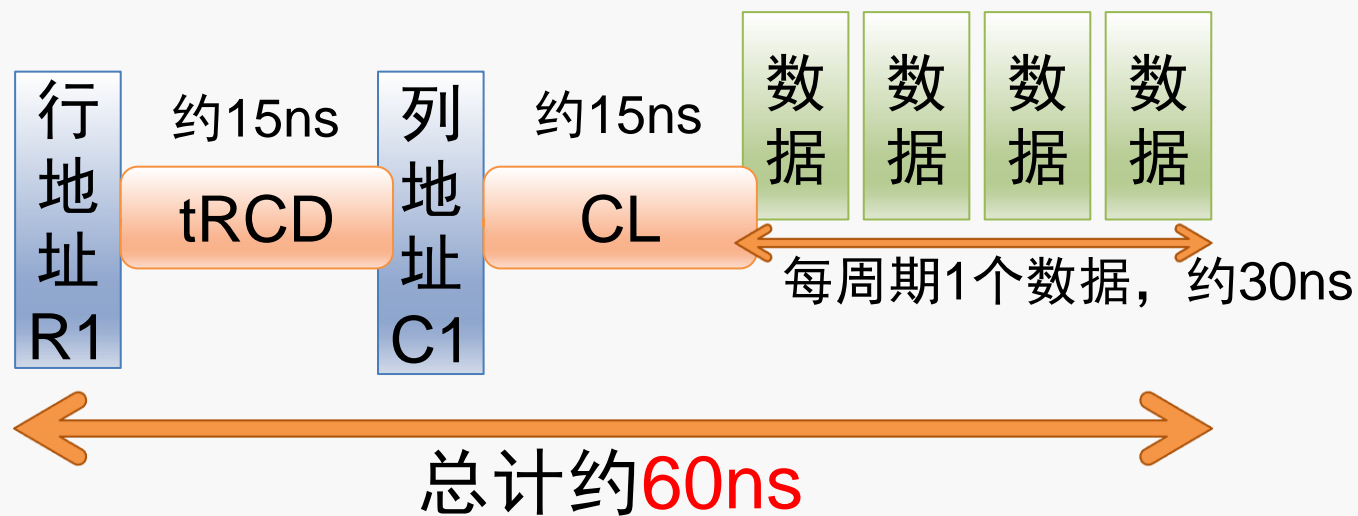 行地址R1
约15ns
tRCD
列地址C1
约15ns
CL
数据
数据
数据
数据
每周期1个数据，约30ns
总计约60ns